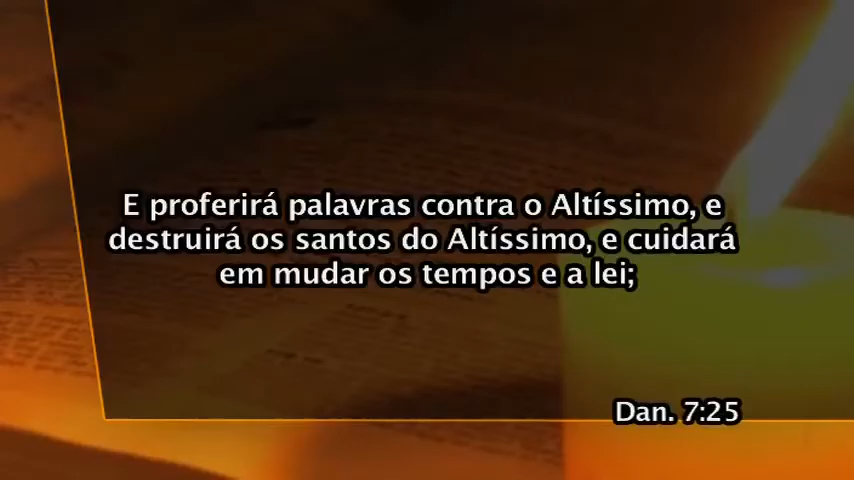 E proferirá palavras contra o Altíssimo, e
destruirá os santos do Altíssimo, e cuidará
em mudar os tempos e a lei;
Dan. 7:25